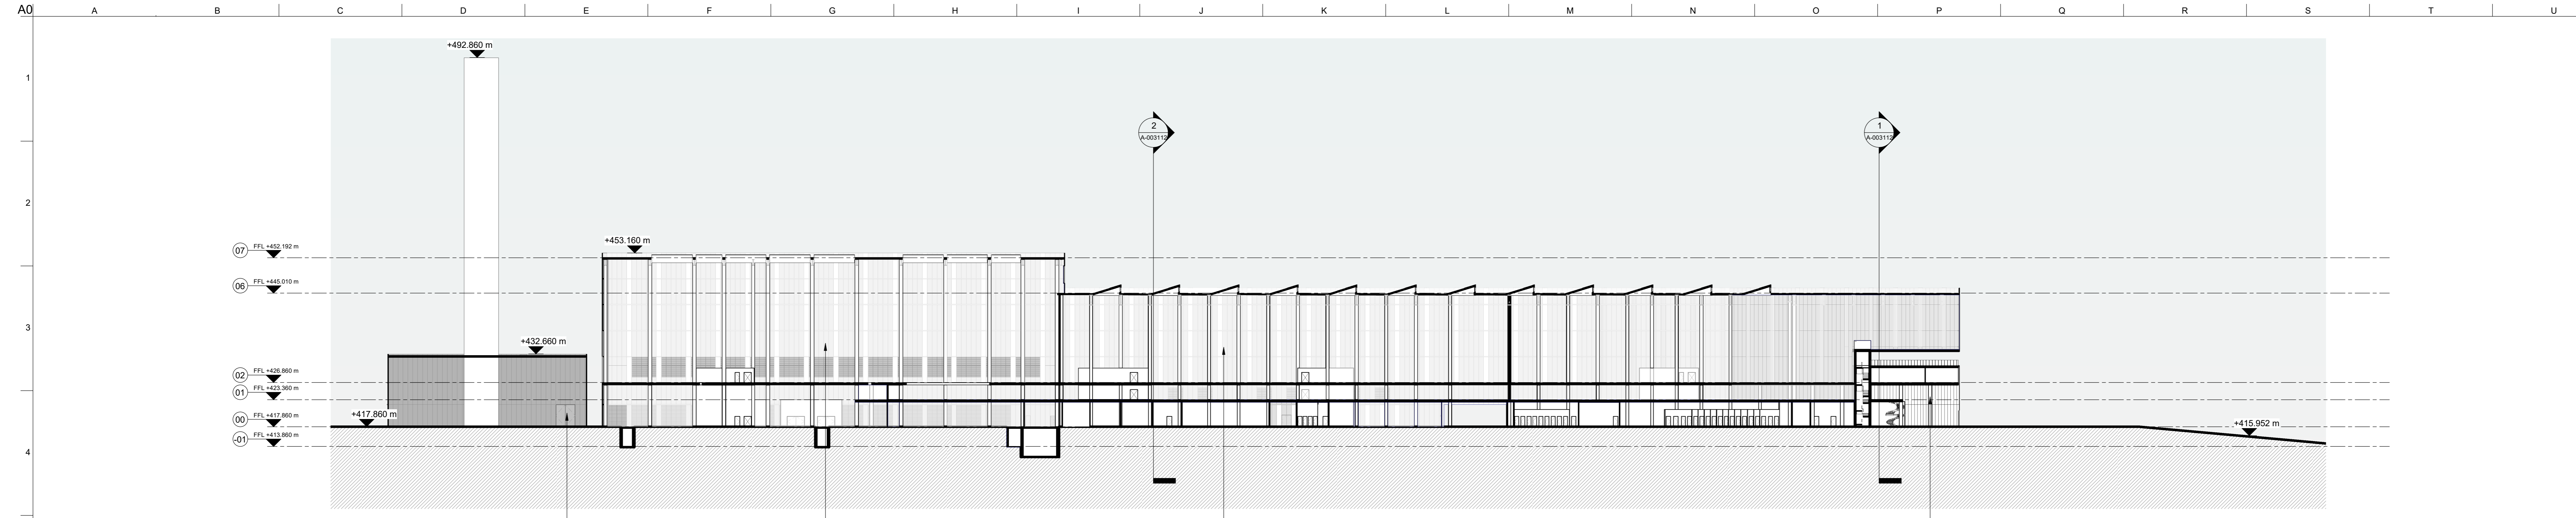 A0 A B C D E F G H I J K L M N O P Q R S T U
+492.860 m
1
2
A-003112
1
A-003112
2
+453.160 m
07 FFL +452.192 m
06 FFL +445.010 m
3
+432.660 m
02 FFL +426.860 m
01 FFL +423.360 m
+417.860 m
00 FFL +417.860 m
+415.952 m
-01 FFL +413.860 m
4